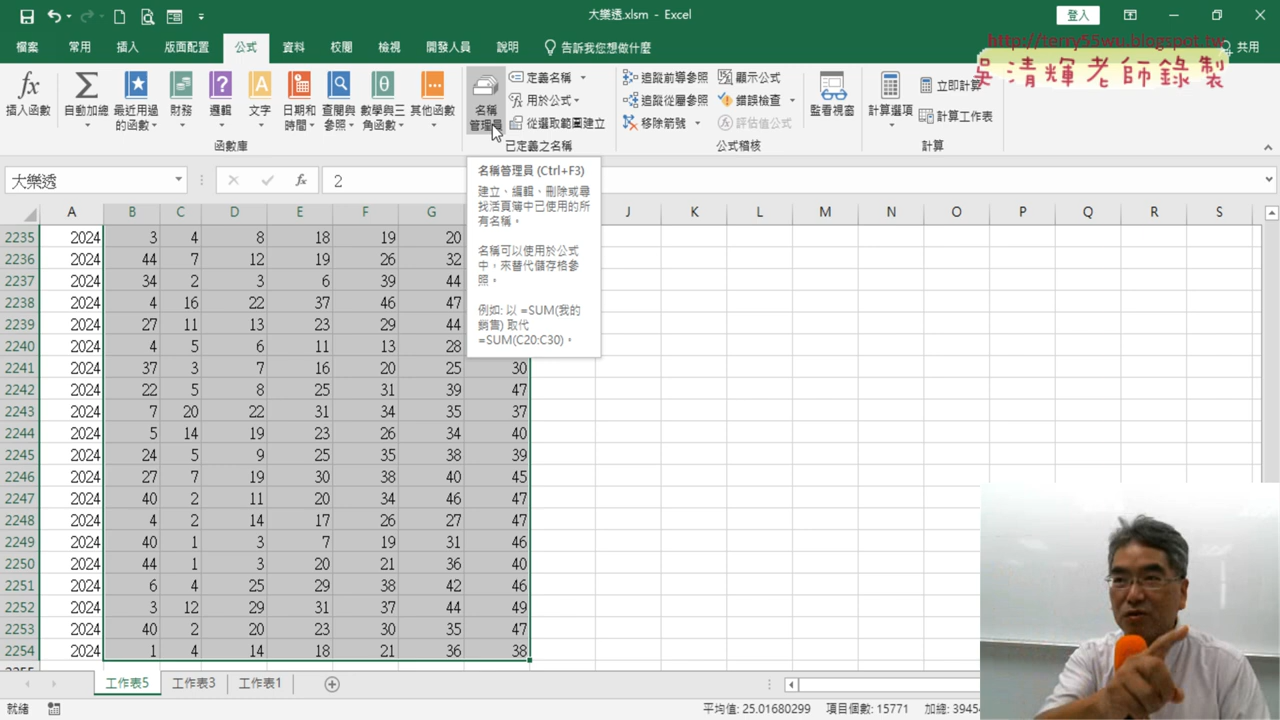 大樂透.xlsm - Excel
登入
檔案 常用 插入 版面配置 公式 資料 校閱 檢視 開發人員 說明 告訴我您想做什麼 共用
http://terry55wu.blogspot.tw
吳清輝老師錄製
插入函數 自動加總 最近用過的函數 財務 邏輯 文字 日期和時間 查閱與參照 數學與三角函數 其他函數
函數庫
名稱管理員 定義名稱 用於公式 從選取範圍建立
已定義之名稱
追蹤前導參照 追蹤從屬參照 移除箭號 顯示公式 錯誤檢查 評估值公式 監看視窗
公式稽核
計算選項 立即計算 計算工作表
計算
大樂透 fx 2
名稱管理員 (Ctrl+F3)
建立、編輯、刪除或尋
找活頁簿中已使用的所
有名稱。
名稱可以使用於公式
中，來替代儲存格參
照。
例如: 以 =SUM(我的
銷售) 取代
=SUM(C20:C30)。
A B C D E F G J K L M N O P Q R S
2235 2024 3 4 8 18 19 20
2236 2024 44 7 12 19 26 32
2237 2024 34 2 3 6 39 44
2238 2024 4 16 22 37 46 47
2239 2024 27 11 13 23 29 44
2240 2024 4 5 6 11 13 28
2241 2024 37 3 7 16 20 25 30
2242 2024 22 5 8 25 31 39 47
2243 2024 7 20 22 31 34 35 37
2244 2024 5 14 19 23 26 34 40
2245 2024 24 5 9 25 35 38 39
2246 2024 27 7 19 30 38 40 45
2247 2024 40 2 11 20 34 46 47
2248 2024 4 2 14 17 26 27 47
2249 2024 40 1 3 7 19 31 46
2250 2024 44 1 3 20 21 36 40
2251 2024 6 4 25 29 38 42 46
2252 2024 3 12 29 31 37 44 49
2253 2024 40 2 20 23 30 35 47
2254 2024 1 4 14 18 21 36 38
工作表5 工作表3 工作表1
就緒 平均值: 25.01680299 項目個數: 15771 加總: 3945